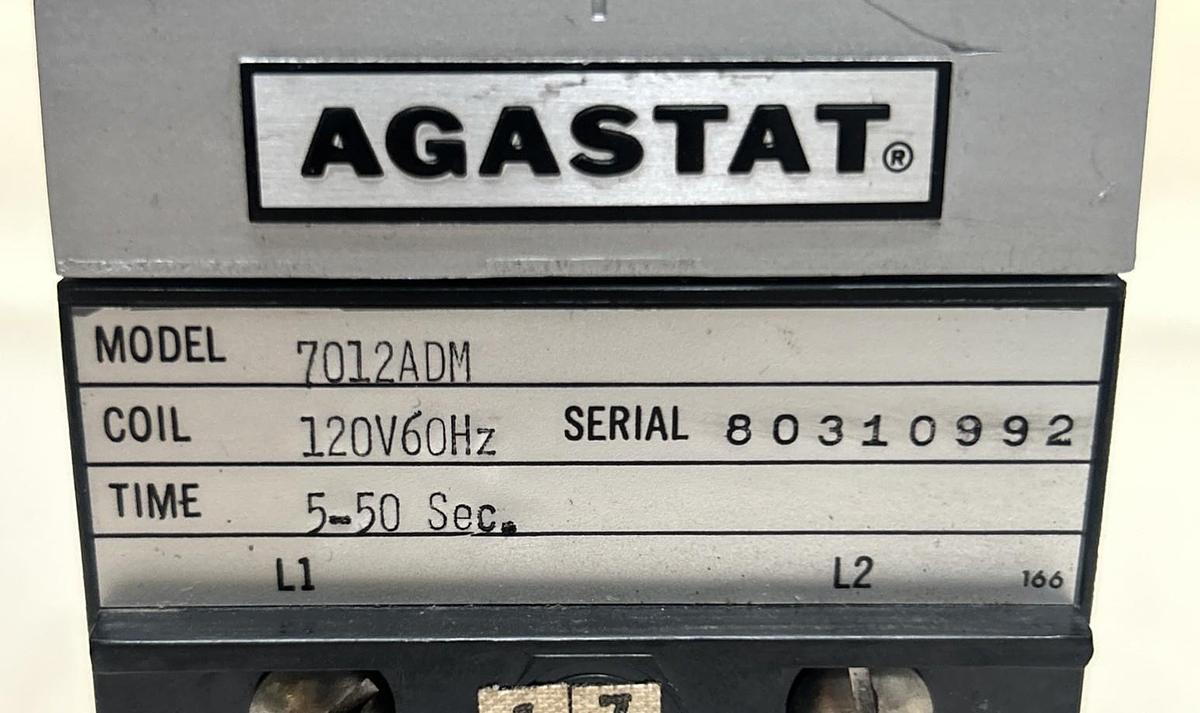 AGASTAT®
MODEL 7012ADM
COIL 120V60Hz SERIAL 80310992
TIME 5-50 Sec.
L1 L2 166